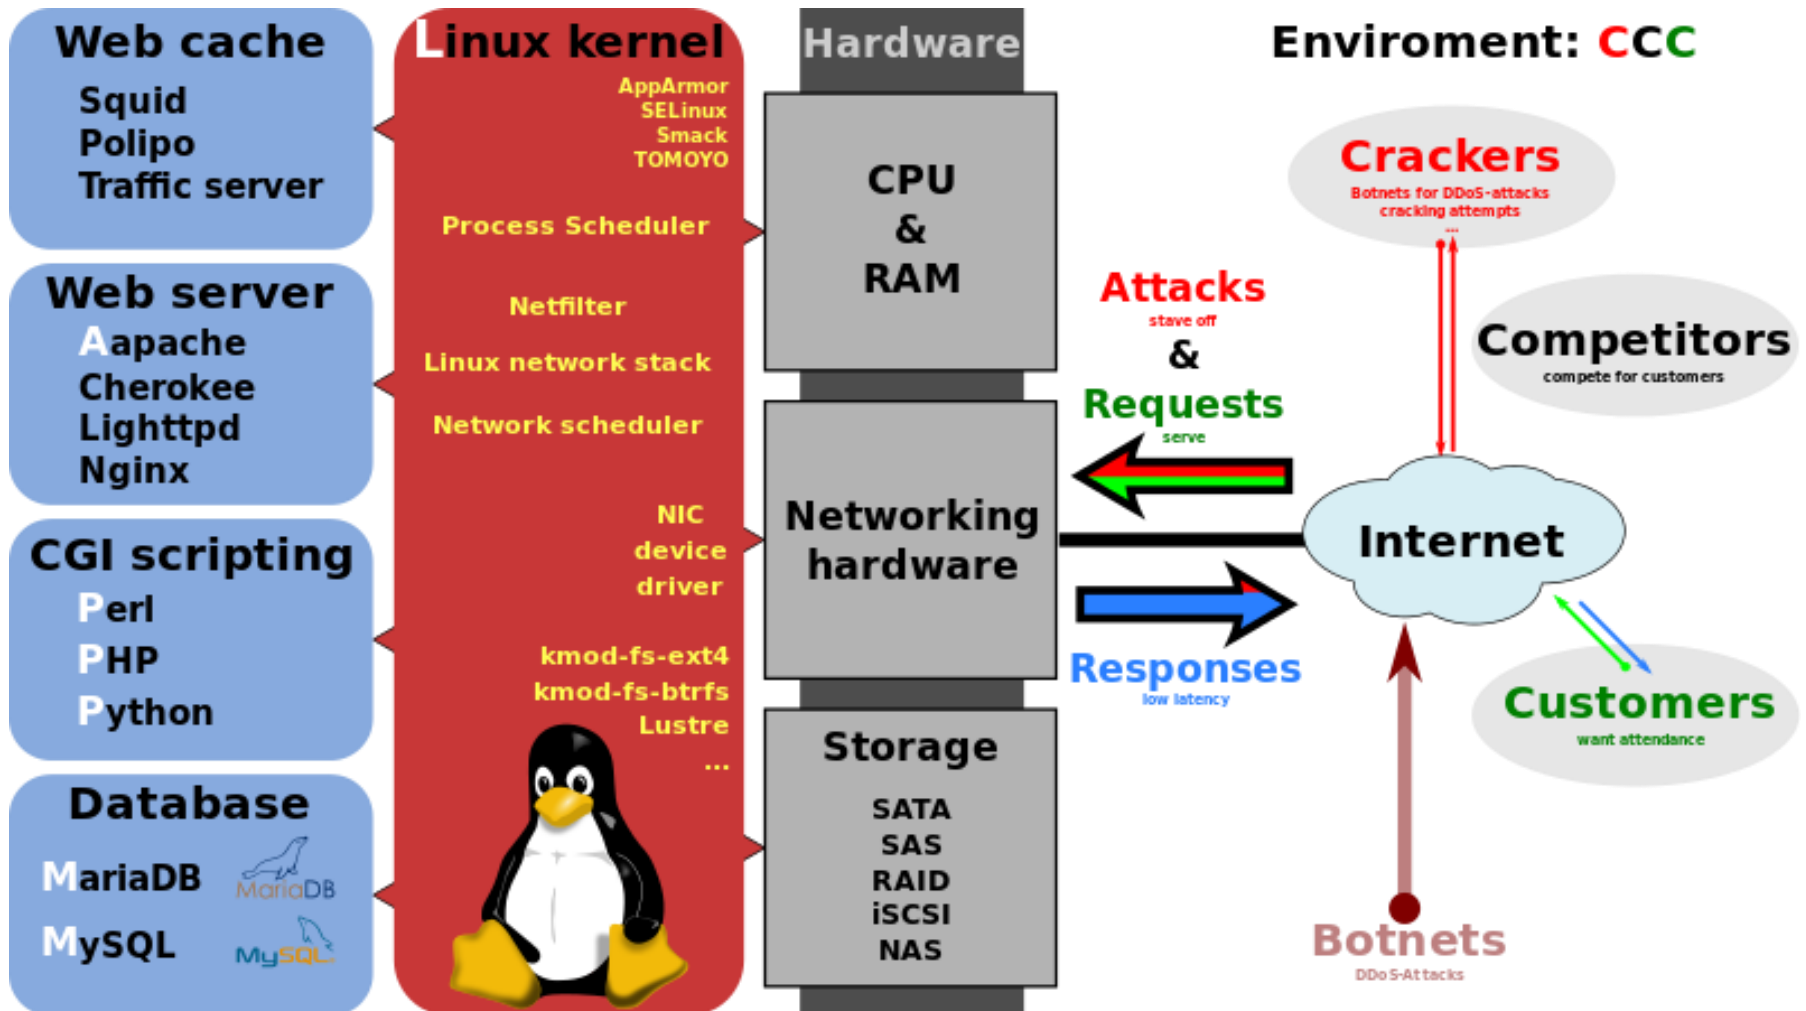 Web cache
Squid
Polipo
Traffic server
Web server
Aapache
Cherokee
Lighttpd
Nginx
CGI scripting
Perl
PHP
Python
Database
MariaDB
MariaDB
MySQL
MySQL
Linux kernel
AppArmor
SELinux
Smack
TOMOYO
Process Scheduler
Netfilter
Linux network stack
Network scheduler
NIC
device
driver
kmod-fs-ext4
kmod-fs-btrfs
Lustre
...
Hardware
CPU
&
RAM
Networking
hardware
Storage
SATA
SAS
RAID
iSCSI
NAS
Enviroment: CCC
Crackers
Botnets for DDoS-attacks
cracking attempts
...
Competitors
compete for customers
Attacks
stave off
&
Requests
serve
Internet
Responses
low latency
Customers
want attendance
Botnets
DDoS-Attacks